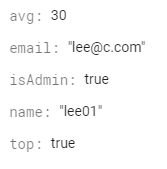 avg: 30
email: "lee@c.com"
isAdmin: true
name: "lee01"
top: true